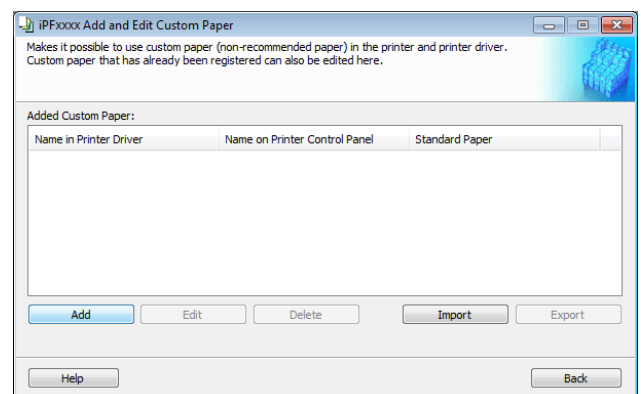 iPFxxxx Add and Edit Custom Paper
Makes it possible to use custom paper (non-recommended paper) in the printer and printer driver.
Custom paper that has already been registered can also be edited here.
Added Custom Paper:
Name in Printer Driver Name on Printer Control Panel Standard Paper
Add Edit Delete Import Export
Help Back